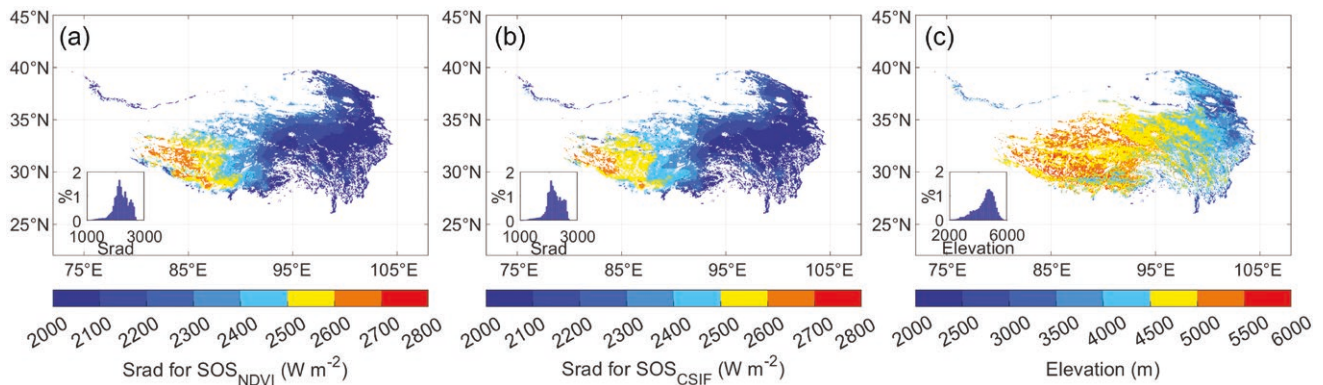 (a)
45°N
40°N
35°N
30°N
25°N
75°E 85°E 95°E 105°E
%
2
1
0
1000 3000
Srad
2000 2100 2200 2300 2400 2500 2600 2700 2800
Srad for SOS_NDVI (W m-2)
(b)
45°N
40°N
35°N
30°N
25°N
75°E 85°E 95°E 105°E
%
2
1
0
1000 3000
Srad
2000 2100 2200 2300 2400 2500 2600 2700 2800
Srad for SOS_CSIF (W m-2)
(c)
45°N
40°N
35°N
30°N
25°N
75°E 85°E 95°E 105°E
%
2
1
0
2000 6000
Elevation
2000 2500 3000 3500 4000 4500 5000 5500 6000
Elevation (m)